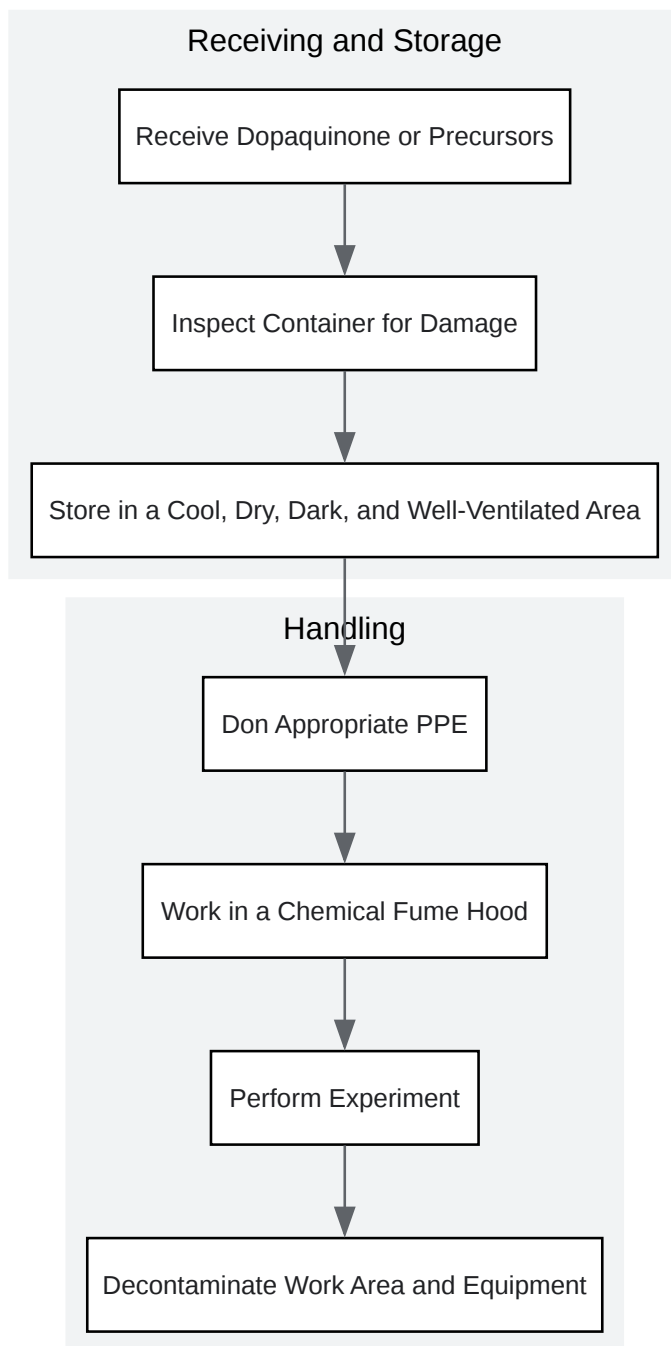 Receiving and Storage
Receive Dopaquinone or Precursors
Inspect Container for Damage
Store in a Cool, Dry, Dark, and Well-Ventilated Area
Handling
Don Appropriate PPE
Work in a Chemical Fume Hood
Perform Experiment
Decontaminate Work Area and Equipment